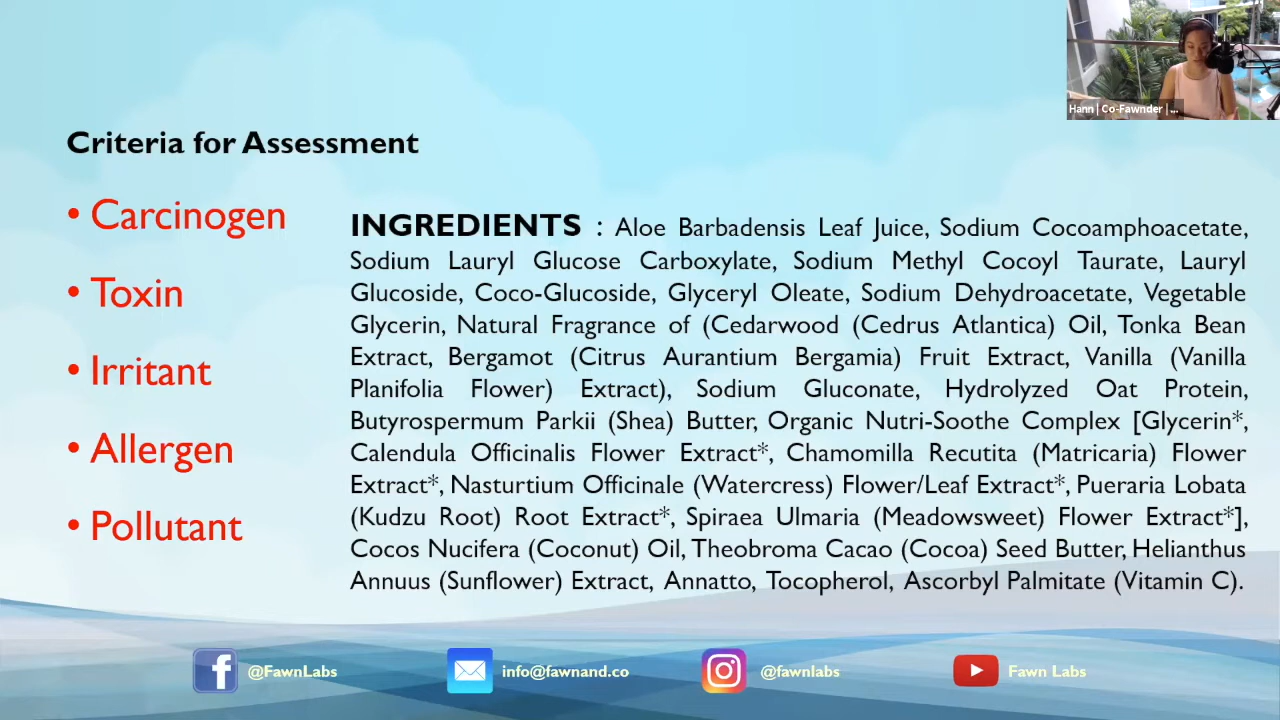 Hann | Co-Fawnder | ...
Criteria for Assessment
• Carcinogen
• Toxin
• Irritant
• Allergen
• Pollutant
INGREDIENTS : Aloe Barbadensis Leaf Juice, Sodium Cocoamphoacetate,
Sodium Lauryl Glucose Carboxylate, Sodium Methyl Cocoyl Taurate, Lauryl
Glucoside, Coco-Glucoside, Glyceryl Oleate, Sodium Dehydroacetate, Vegetable
Glycerin, Natural Fragrance of (Cedarwood (Cedrus Atlantica) Oil, Tonka Bean
Extract, Bergamot (Citrus Aurantium Bergamia) Fruit Extract, Vanilla (Vanilla
Planifolia Flower) Extract), Sodium Gluconate, Hydrolyzed Oat Protein,
Butyrospermum Parkii (Shea) Butter, Organic Nutri-Soothe Complex [Glycerin*,
Calendula Officinalis Flower Extract*, Chamomilla Recutita (Matricaria) Flower
Extract*, Nasturtium Officinale (Watercress) Flower/Leaf Extract*, Pueraria Lobata
(Kudzu Root) Root Extract*, Spiraea Ulmaria (Meadowsweet) Flower Extract*],
Cocos Nucifera (Coconut) Oil, Theobroma Cacao (Cocoa) Seed Butter, Helianthus
Annuus (Sunflower) Extract, Annatto, Tocopherol, Ascorbyl Palmitate (Vitamin C).
@FawnLabs
info@fawnand.co
@fawnlabs
Fawn Labs